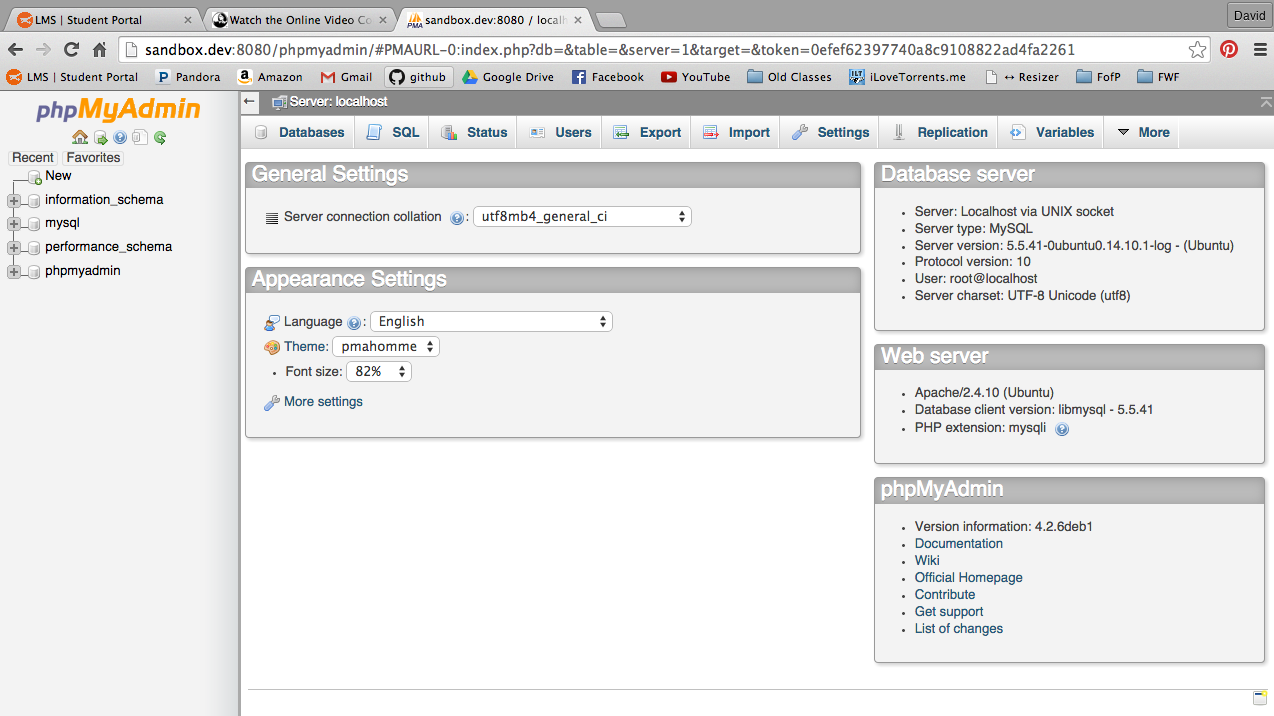 LMS | Student Portal
Watch the Online Video Co
sandbox.dev:8080 / localh
David
sandbox.dev:8080/phpmyadmin/#PMAURL-0:index.php?db=&table=&server=1&target=&token=0efef62397740a8c9108822ad4fa2261
LMS | Student Portal Pandora Amazon Gmail github Google Drive Facebook YouTube Old Classes iLoveTorrents:me ↔ Resizer FofP FWF
phpMyAdmin
Recent Favorites
New
information_schema
mysql
performance_schema
phpmyadmin
Server: localhost
Databases SQL Status Users Export Import Settings Replication Variables More
General Settings
Server connection collation : utf8mb4_general_ci
Appearance Settings
Language : English
Theme: pmahomme
• Font size: 82%
More settings
Database server
• Server: Localhost via UNIX socket
• Server type: MySQL
• Server version: 5.5.41-0ubuntu0.14.10.1-log - (Ubuntu)
• Protocol version: 10
• User: root@localhost
• Server charset: UTF-8 Unicode (utf8)
Web server
• Apache/2.4.10 (Ubuntu)
• Database client version: libmysql - 5.5.41
• PHP extension: mysqli
phpMyAdmin
• Version information: 4.2.6deb1
• Documentation
• Wiki
• Official Homepage
• Contribute
• Get support
• List of changes